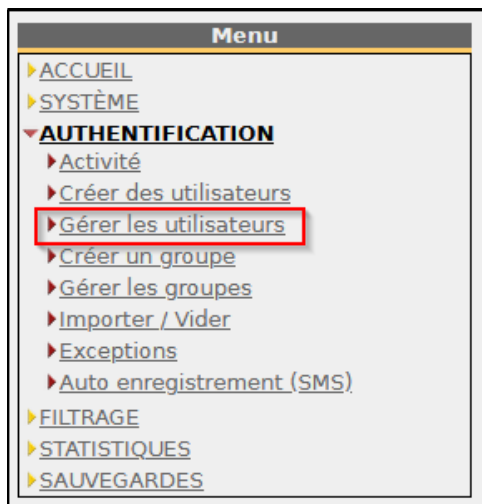 Menu
ACCUEIL
SYSTÈME
AUTHENTIFICATION
Activité
Créer des utilisateurs
Gérer les utilisateurs
Créer un groupe
Gérer les groupes
Importer / Vider
Exceptions
Auto enregistrement (SMS)
FILTRAGE
STATISTIQUES
SAUVEGARDES